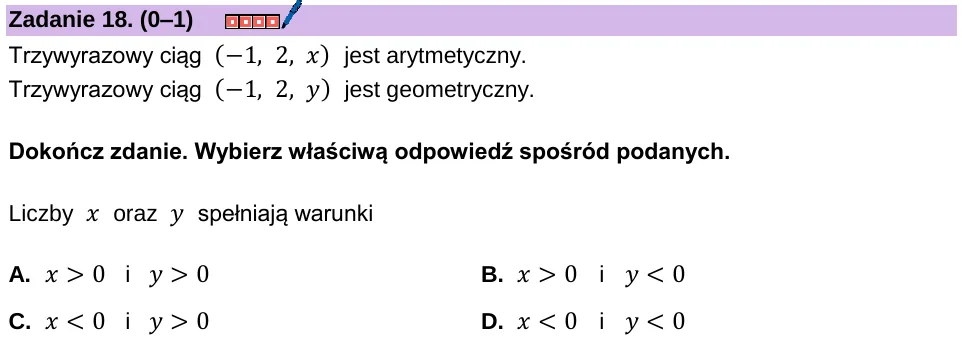 Zadanie 18. (0–1)
Trzywyrazowy ciąg (−1, 2, x) jest arytmetyczny.
Trzywyrazowy ciąg (−1, 2, y) jest geometryczny.
Dokończ zdanie. Wybierz właściwą odpowiedź spośród podanych.
Liczby x oraz y spełniają warunki
A. x > 0 i y > 0 B. x > 0 i y < 0
C. x < 0 i y > 0 D. x < 0 i y < 0